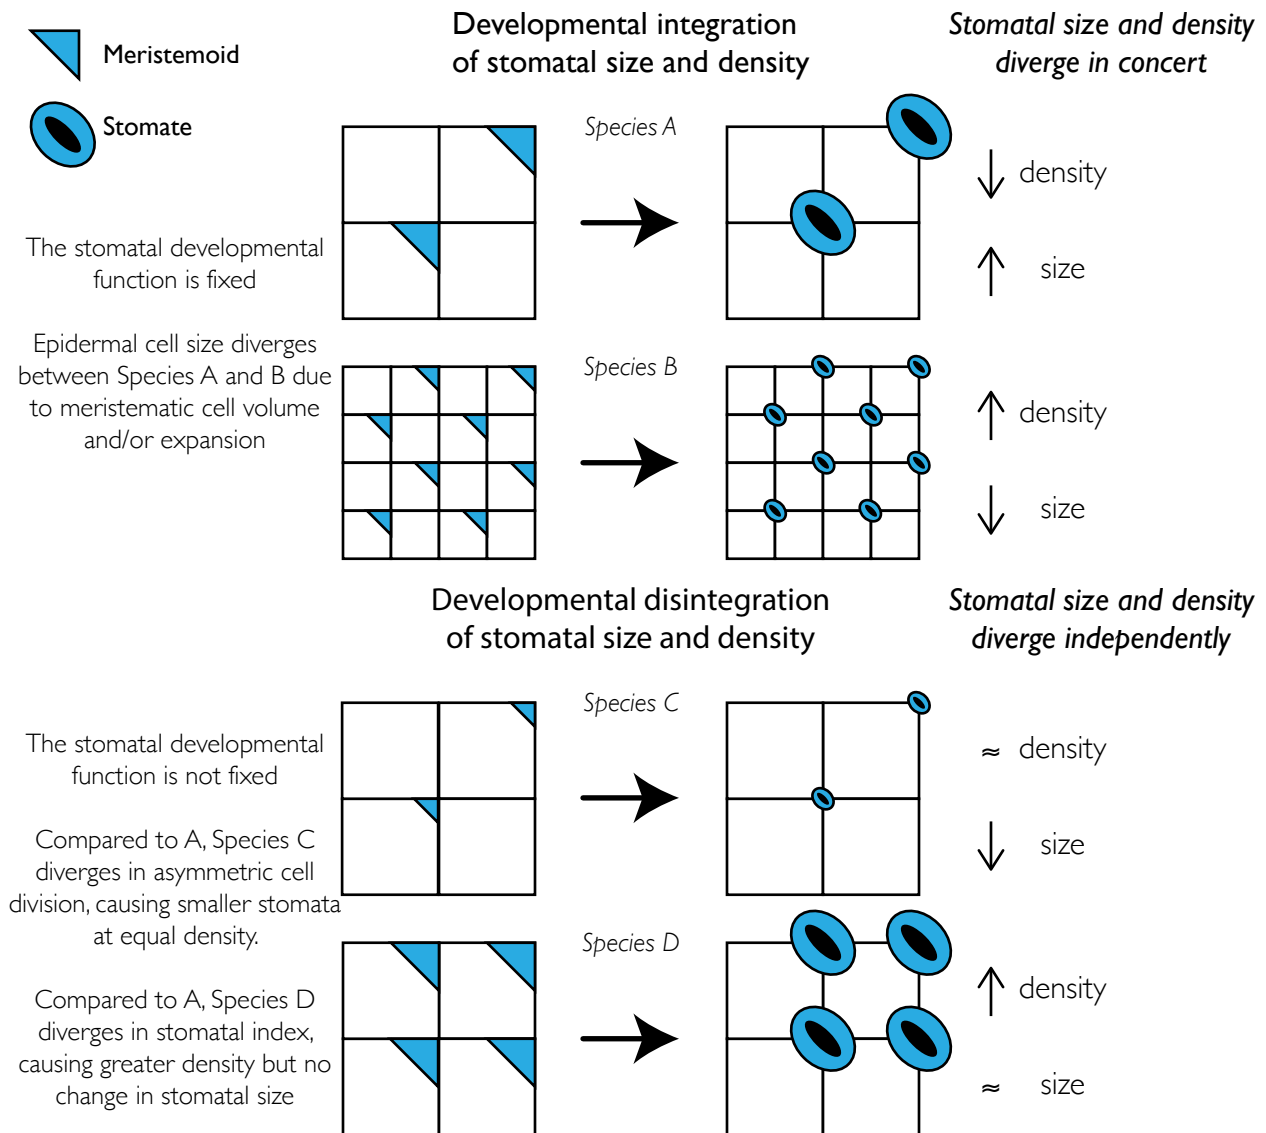 Meristemoid
Stomate
Developmental integration
of stomatal size and density
Stomatal size and density
diverge in concert
The stomatal developmental
function is fixed
Epidermal cell size diverges
between Species A and B due
to meristematic cell volume
and/or expansion
Species A
↓ density
↑ size
Species B
↑ density
↓ size
Developmental disintegration
of stomatal size and density
Stomatal size and density
diverge independently
The stomatal developmental
function is not fixed
Compared to A, Species C
diverges in asymmetric cell
division, causing smaller stomata
at equal density.
Compared to A, Species D
diverges in stomatal index,
causing greater density but no
change in stomatal size
Species C
≈ density
↓ size
Species D
↑ density
≈ size